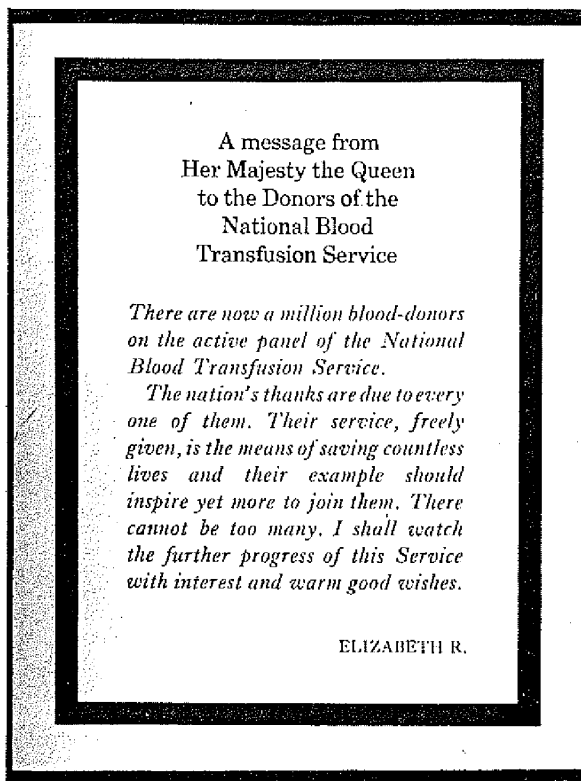 A message from
Her Majesty the Queen
to the Donors of the
National Blood
Transfusion Service
There are now a million blood-donors
on the active panel of the National
Blood Transfusion Service.
The nation's thanks are due to every
one of them. Their service, freely
given, is the means of saving countless
lives and their example should
inspire yet more to join them. There
cannot be too many. I shall watch
the further progress of this Service
with interest and warm good wishes.
ELIZABETH R.